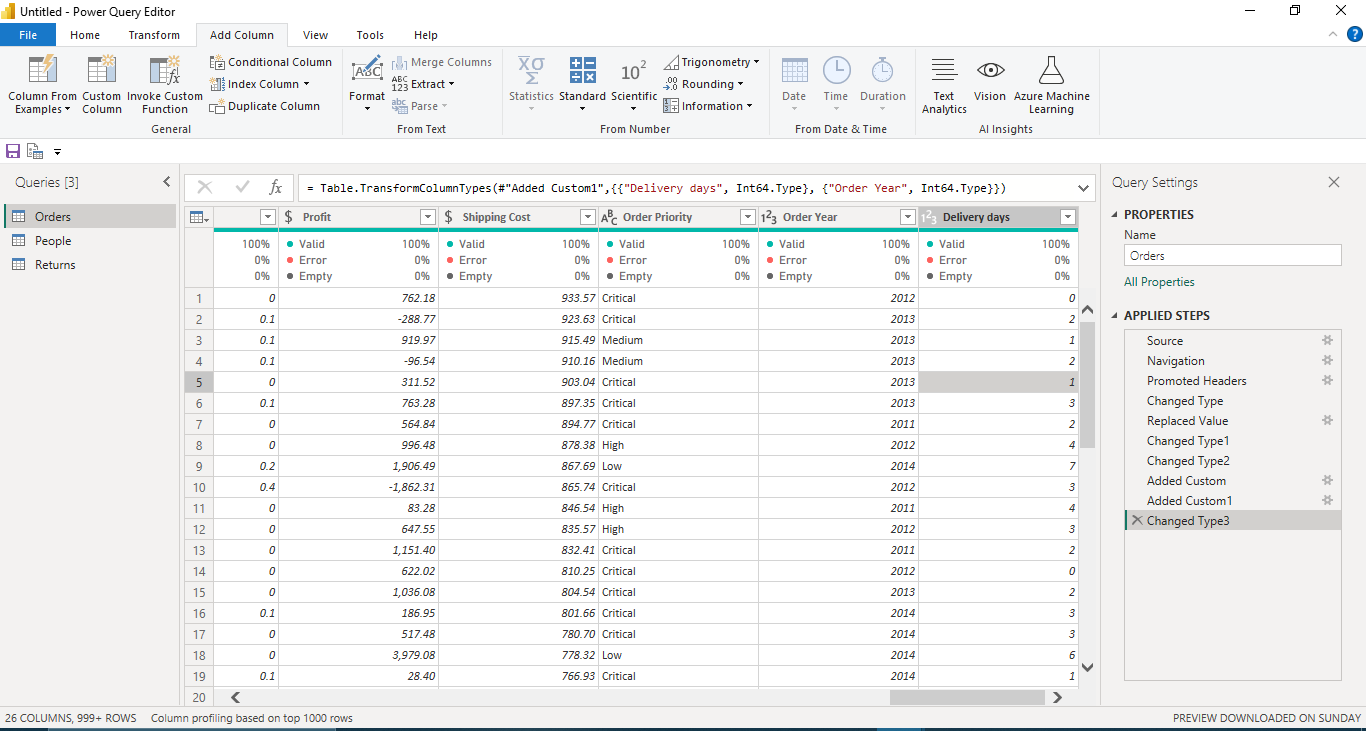 Untitled - Power Query Editor
File Home Transform Add Column View Tools Help
Column From Examples
Custom Column
Invoke Custom Function
Conditional Column
Index Column
Duplicate Column
General
Format
Merge Columns
ABC 123 Extract
abc Parse
From Text
Statistics
Standard
10² Scientific
Trigonometry
.00 Rounding
Information
From Number
Date
Time
Duration
From Date & Time
Text Analytics
Vision
Azure Machine Learning
AI Insights
Queries [3]
Orders
People
Returns
fx = Table.TransformColumnTypes(#"Added Custom1",{{"Delivery days", Int64.Type}, {"Order Year", Int64.Type}})
$ Profit $ Shipping Cost ABC Order Priority 123 Order Year 123 Delivery days
100% Valid 100% Valid 100% Valid 100% Valid 100% Valid 100%
0% Error 0% Error 0% Error 0% Error 0% Error 0%
0% Empty 0% Empty 0% Empty 0% Empty 0% Empty 0%
1 0 762.18 933.57 Critical 2012 0
2 0.1 -288.77 923.63 Critical 2013 2
3 0.1 919.97 915.49 Medium 2013 1
4 0.1 -96.54 910.16 Medium 2013 2
5 0 311.52 903.04 Critical 2013 1
6 0.1 763.28 897.35 Critical 2013 3
7 0 564.84 894.77 Critical 2011 2
8 0 996.48 878.38 High 2012 4
9 0.2 1,906.49 867.69 Low 2014 7
10 0.4 -1,862.31 865.74 Critical 2012 3
11 0 83.28 846.54 High 2011 4
12 0 647.55 835.57 High 2012 3
13 0 1,151.40 832.41 Critical 2011 2
14 0 622.02 810.25 Critical 2012 0
15 0 1,036.08 804.54 Critical 2013 2
16 0.1 186.95 801.66 Critical 2014 3
17 0 517.48 780.70 Critical 2014 3
18 0 3,979.08 778.32 Low 2014 6
19 0.1 28.40 766.93 Critical 2014 1
20
Query Settings
PROPERTIES
Name
Orders
All Properties
APPLIED STEPS
Source
Navigation
Promoted Headers
Changed Type
Replaced Value
Changed Type1
Changed Type2
Added Custom
Added Custom1
Changed Type3
26 COLUMNS, 999+ ROWS Column profiling based on top 1000 rows PREVIEW DOWNLOADED ON SUNDAY